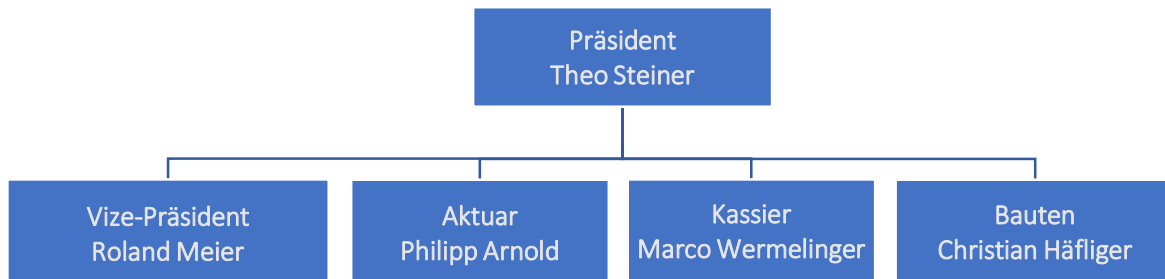 Präsident
Theo Steiner
Vize-Präsident
Roland Meier
Aktuar
Philipp Arnold
Kassier
Marco Wermelinger
Bauten
Christian Häfliger